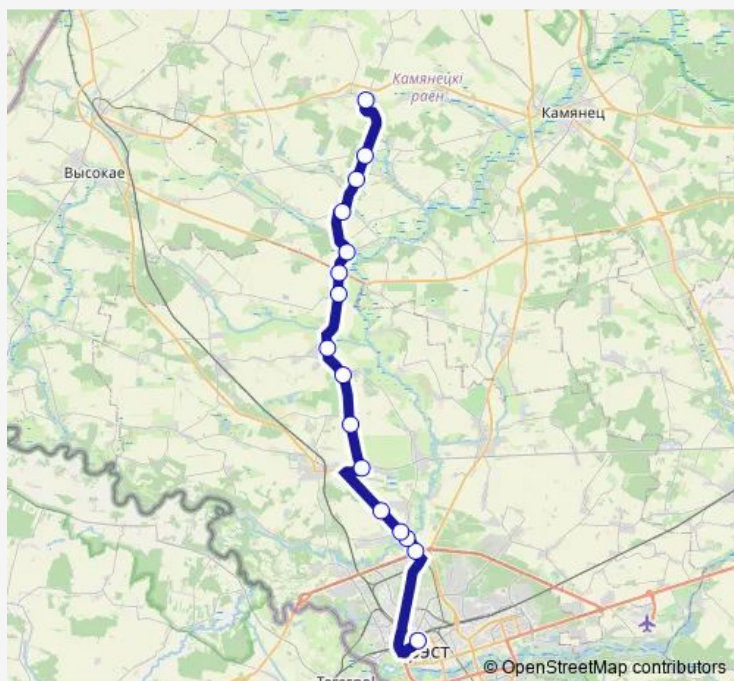 Камянецкі
раён
Камянец
Высокае
© OpenStreetMap contributors